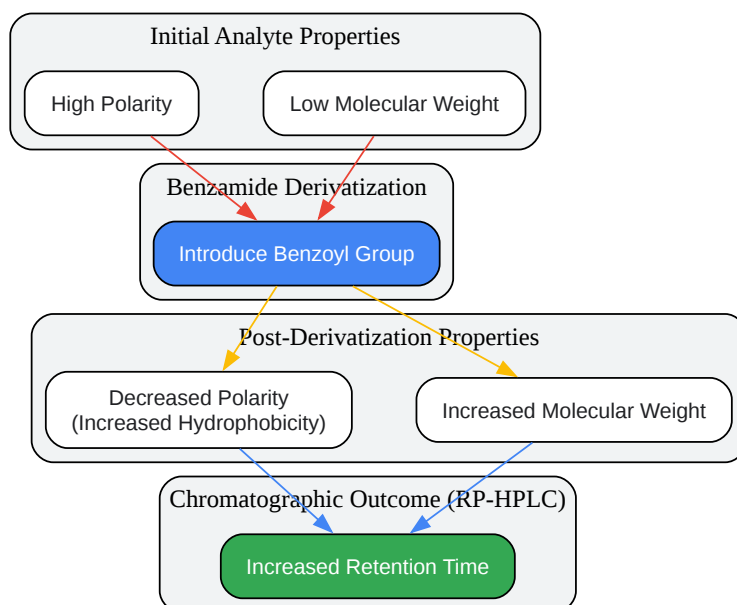 Initial Analyte Properties
High Polarity
Low Molecular Weight
Benzamide Derivatization
Introduce Benzoyl Group
Post-Derivatization Properties
Decreased Polarity
(Increased Hydrophobicity)
Increased Molecular Weight
Chromatographic Outcome (RP-HPLC)
Increased Retention Time